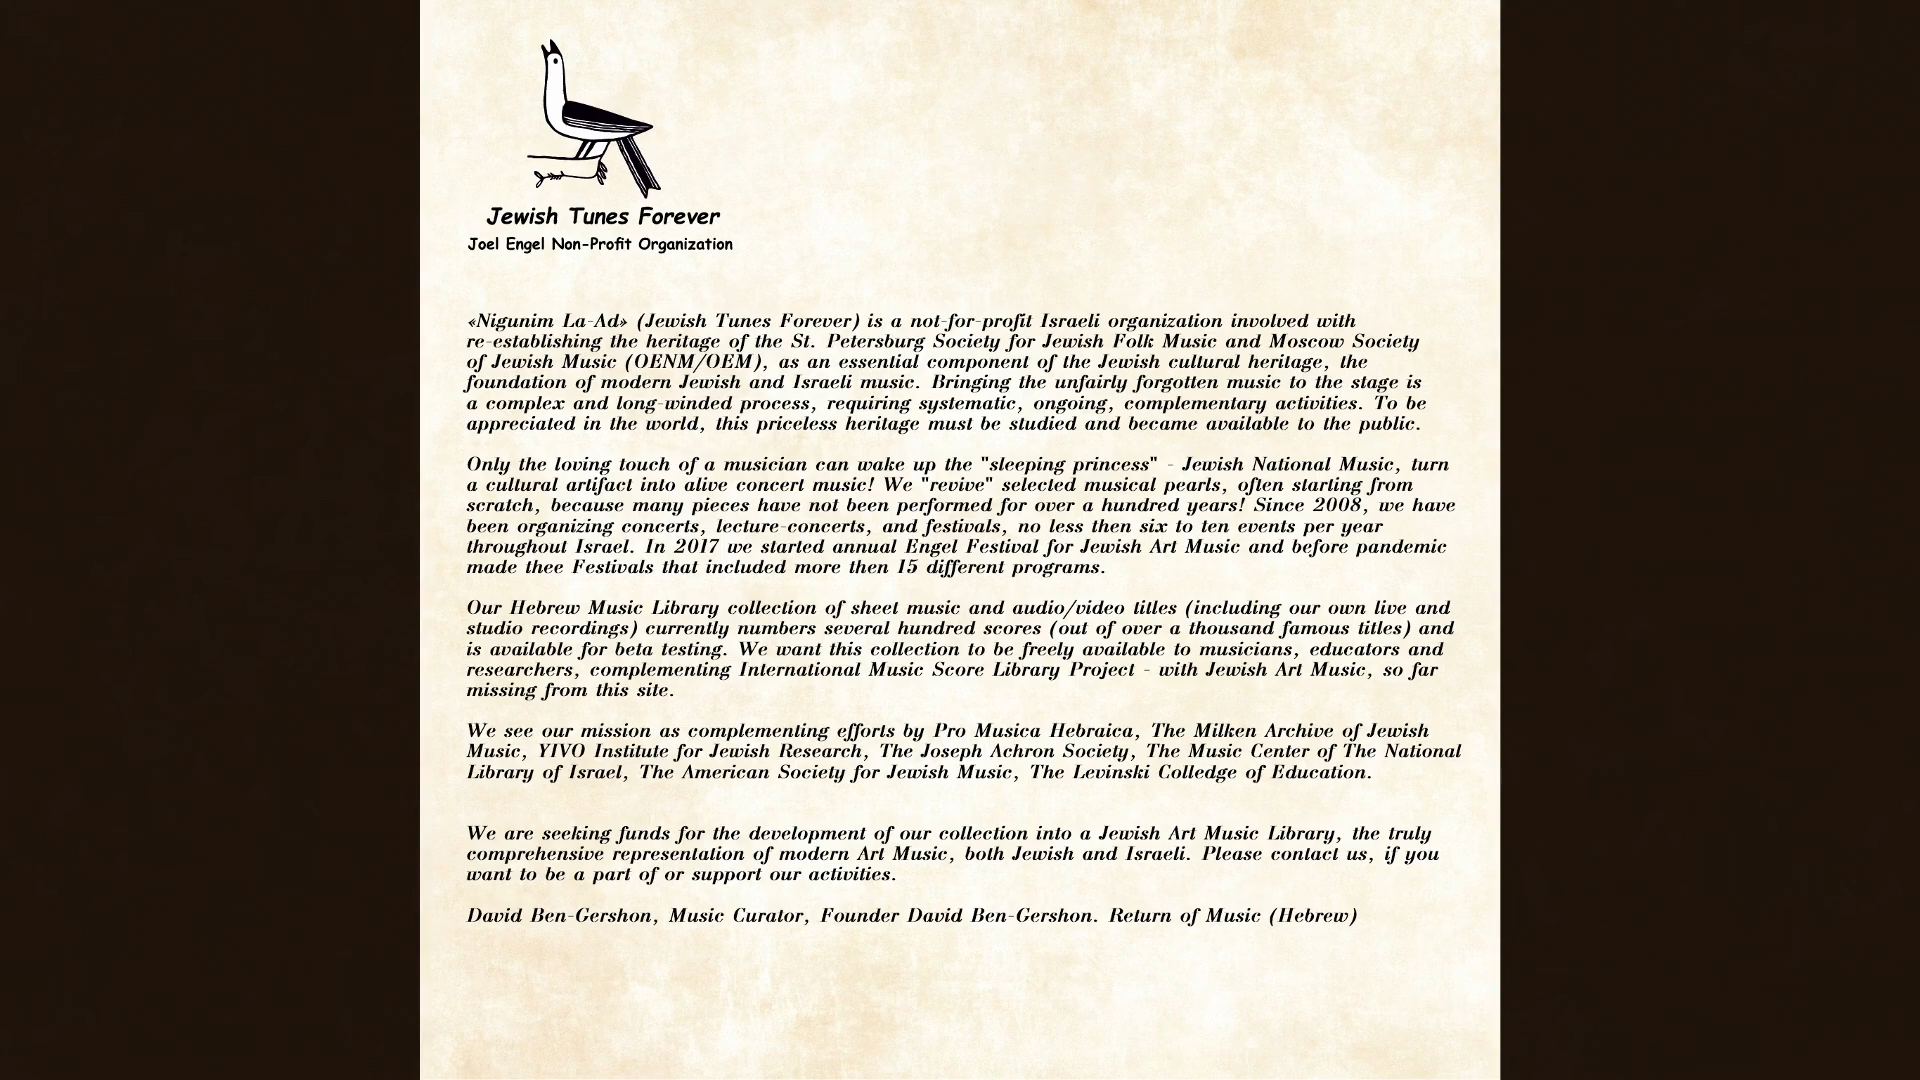 Jewish Tunes Forever
Joel Engel Non-Profit Organization
«Nigunim La-Ad» (Jewish Tunes Forever) is a not-for-profit Israeli organization involved with
re-establishing the heritage of the St. Petersburg Society for Jewish Folk Music and Moscow Society
of Jewish Music (OENM/OEM), as an essential component of the Jewish cultural heritage, the
foundation of modern Jewish and Israeli music. Bringing the unfairly forgotten music to the stage is
a complex and long-winded process, requiring systematic, ongoing, complementary activities. To be
appreciated in the world, this priceless heritage must be studied and became available to the public.
Only the loving touch of a musician can wake up the "sleeping princess" - Jewish National Music, turn
a cultural artifact into alive concert music! We "revive" selected musical pearls, often starting from
scratch, because many pieces have not been performed for over a hundred years! Since 2008, we have
been organizing concerts, lecture-concerts, and festivals, no less then six to ten events per year
throughout Israel. In 2017 we started annual Engel Festival for Jewish Art Music and before pandemic
made thee Festivals that included more then 15 different programs.
Our Hebrew Music Library collection of sheet music and audio/video titles (including our own live and
studio recordings) currently numbers several hundred scores (out of over a thousand famous titles) and
is available for beta testing. We want this collection to be freely available to musicians, educators and
researchers, complementing International Music Score Library Project - with Jewish Art Music, so far
missing from this site.
We see our mission as complementing efforts by Pro Musica Hebraica, The Milken Archive of Jewish
Music, YIVO Institute for Jewish Research, The Joseph Achron Society, The Music Center of The National
Library of Israel, The American Society for Jewish Music, The Levinski Colledge of Education.
We are seeking funds for the development of our collection into a Jewish Art Music Library, the truly
comprehensive representation of modern Art Music, both Jewish and Israeli. Please contact us, if you
want to be a part of or support our activities.
David Ben-Gershon, Music Curator, Founder David Ben-Gershon. Return of Music (Hebrew)